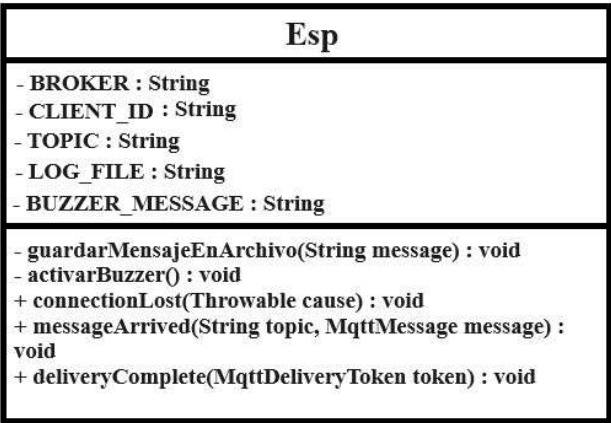 Esp
- BROKER : String
- CLIENT_ID : String
- TOPIC : String
- LOG_FILE : String
- BUZZER_MESSAGE : String
- guardarMensajeEnArchivo(String message) : void
- activarBuzzer() : void
+ connectionLost(Throwable cause) : void
+ messageArrived(String topic, MqttMessage message) :
void
+ deliveryComplete(MqttDeliveryToken token) : void